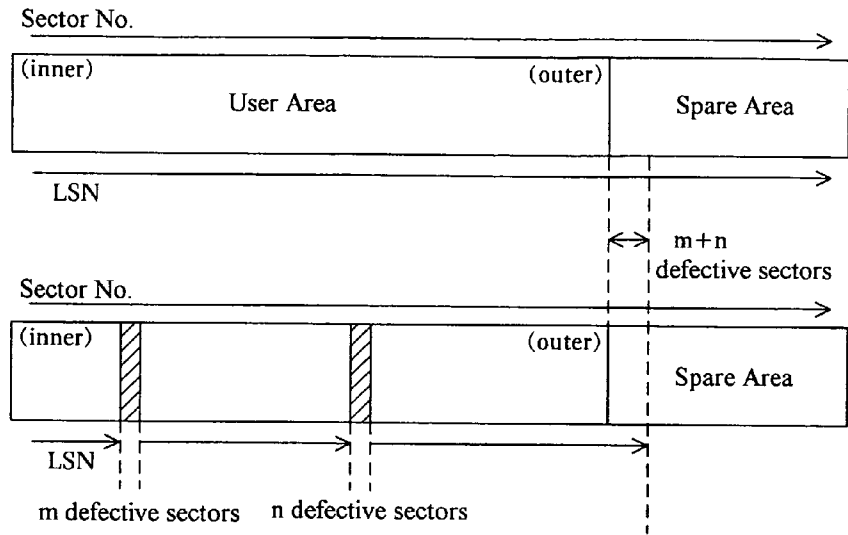 Sector No.
(inner)
(outer)
User Area
Spare Area
LSN
m+n
defective sectors
Sector No.
(inner)
(outer)
Spare Area
LSN
m defective sectors
n defective sectors